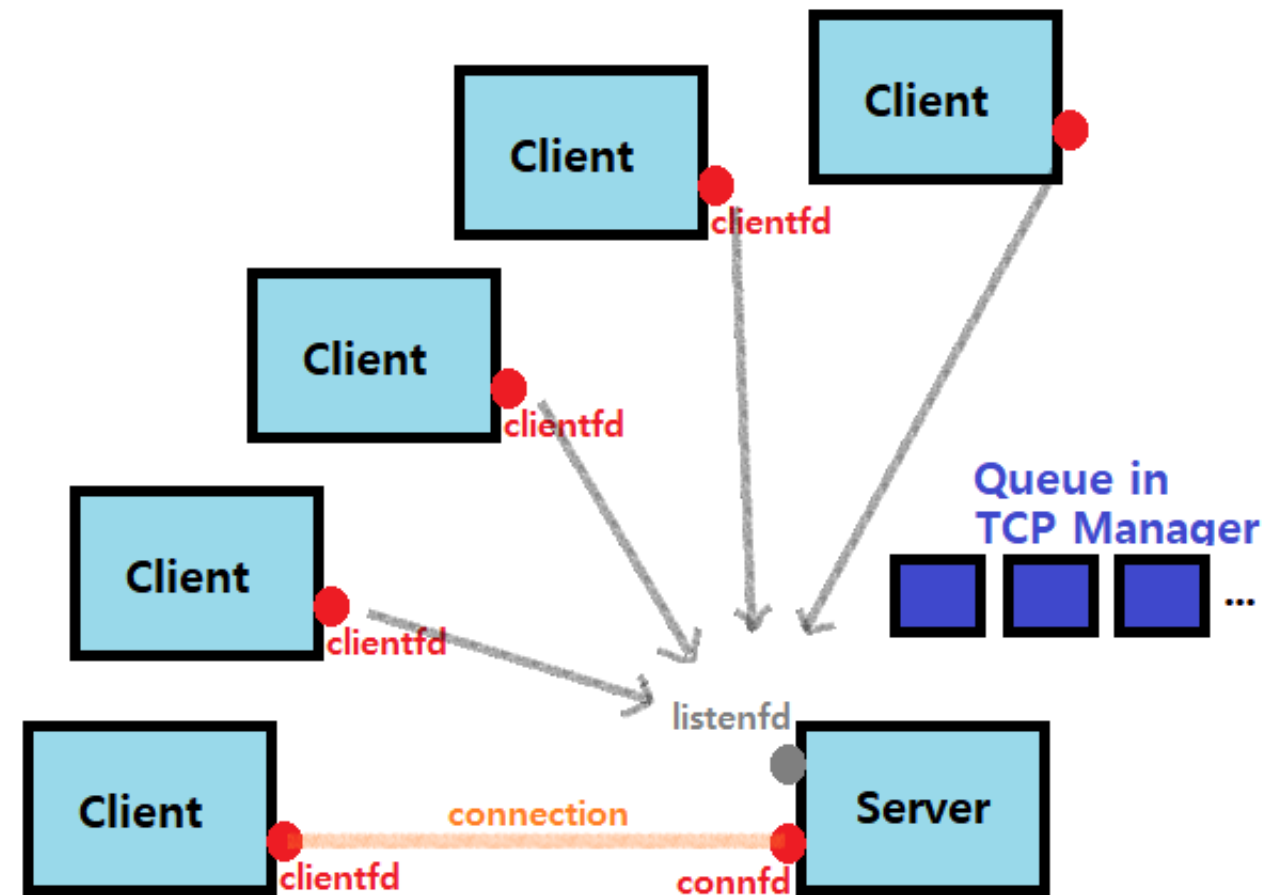 Client
Client
clientfd
Client
clientfd
Queue in
TCP Manager
...
Client
clientfd
listenfd
Client
connection
Server
clientfd
connfd